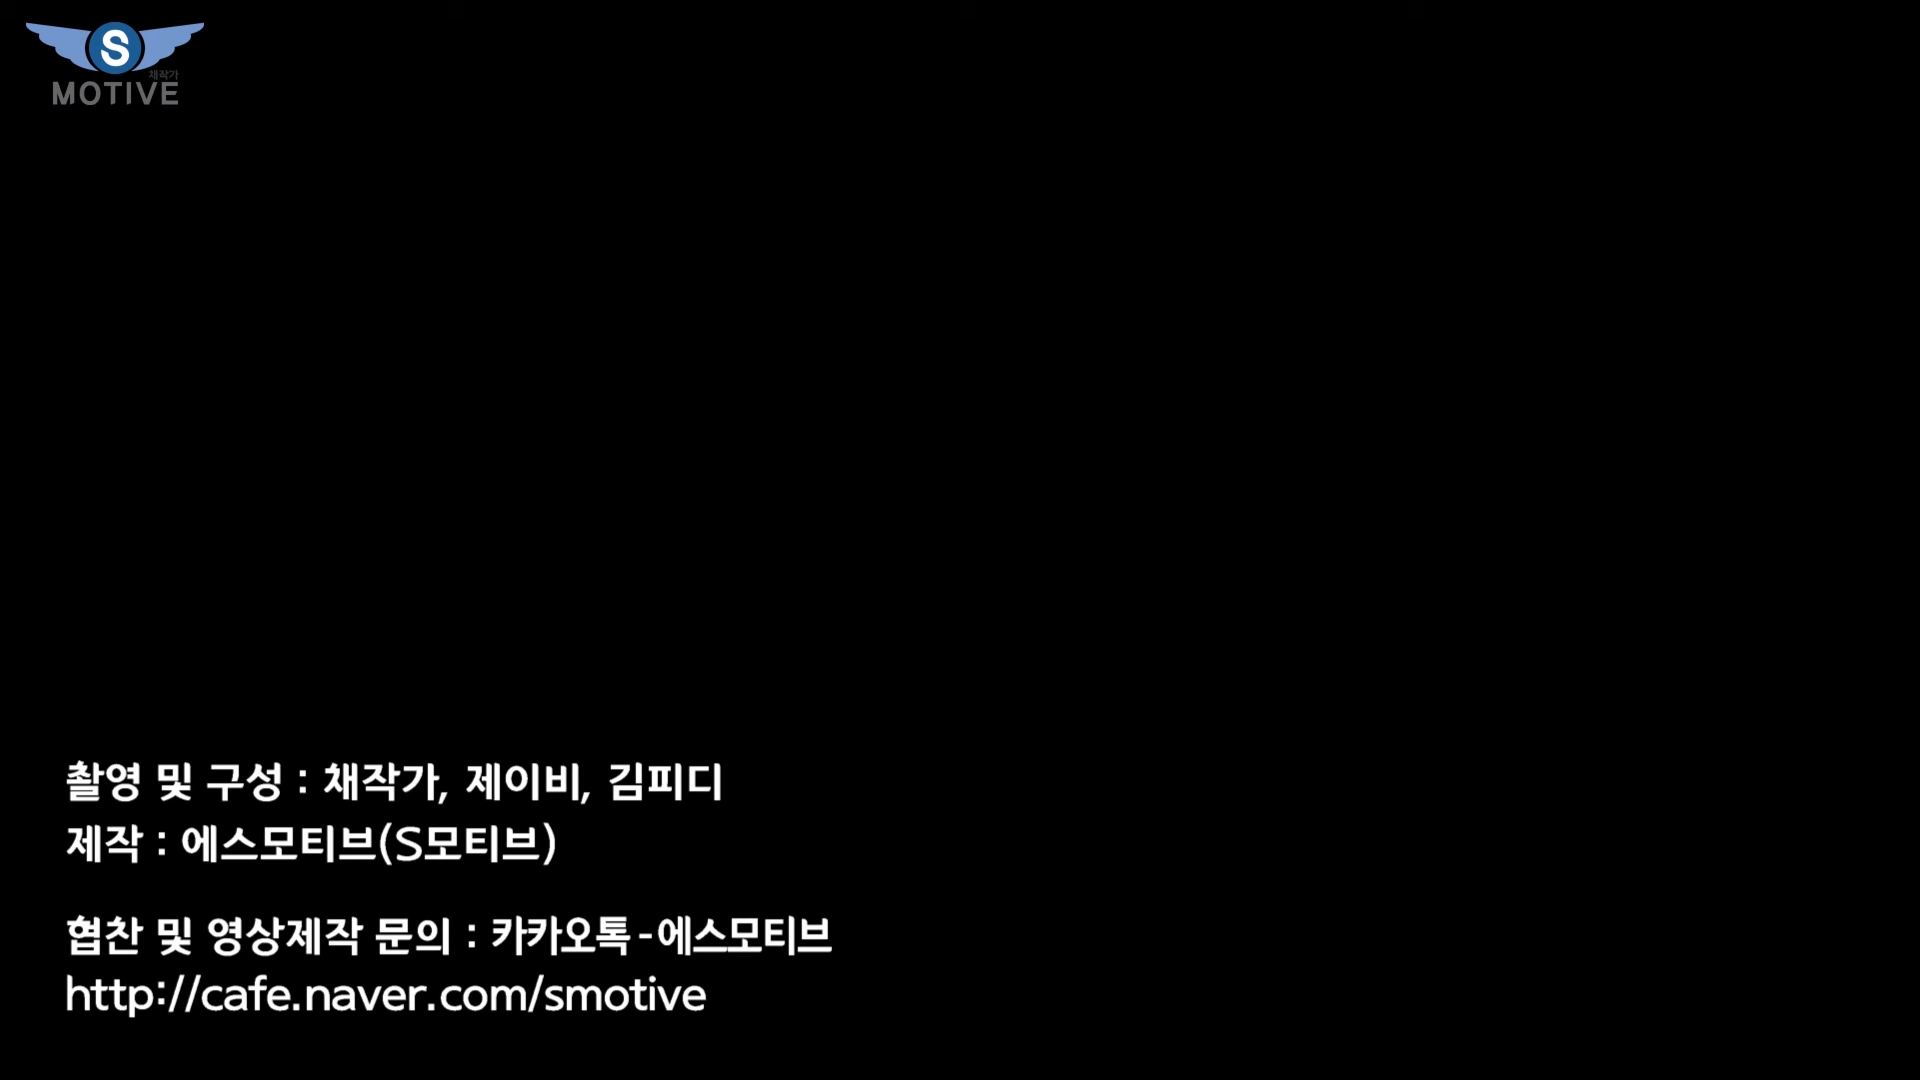 S
채작가
MOTIVE
촬영 및 구성 : 채작가, 제이비, 김피디
제작 : 에스모티브(S모티브)
협찬 및 영상제작 문의 : 카카오톡-에스모티브
http://cafe.naver.com/smotive